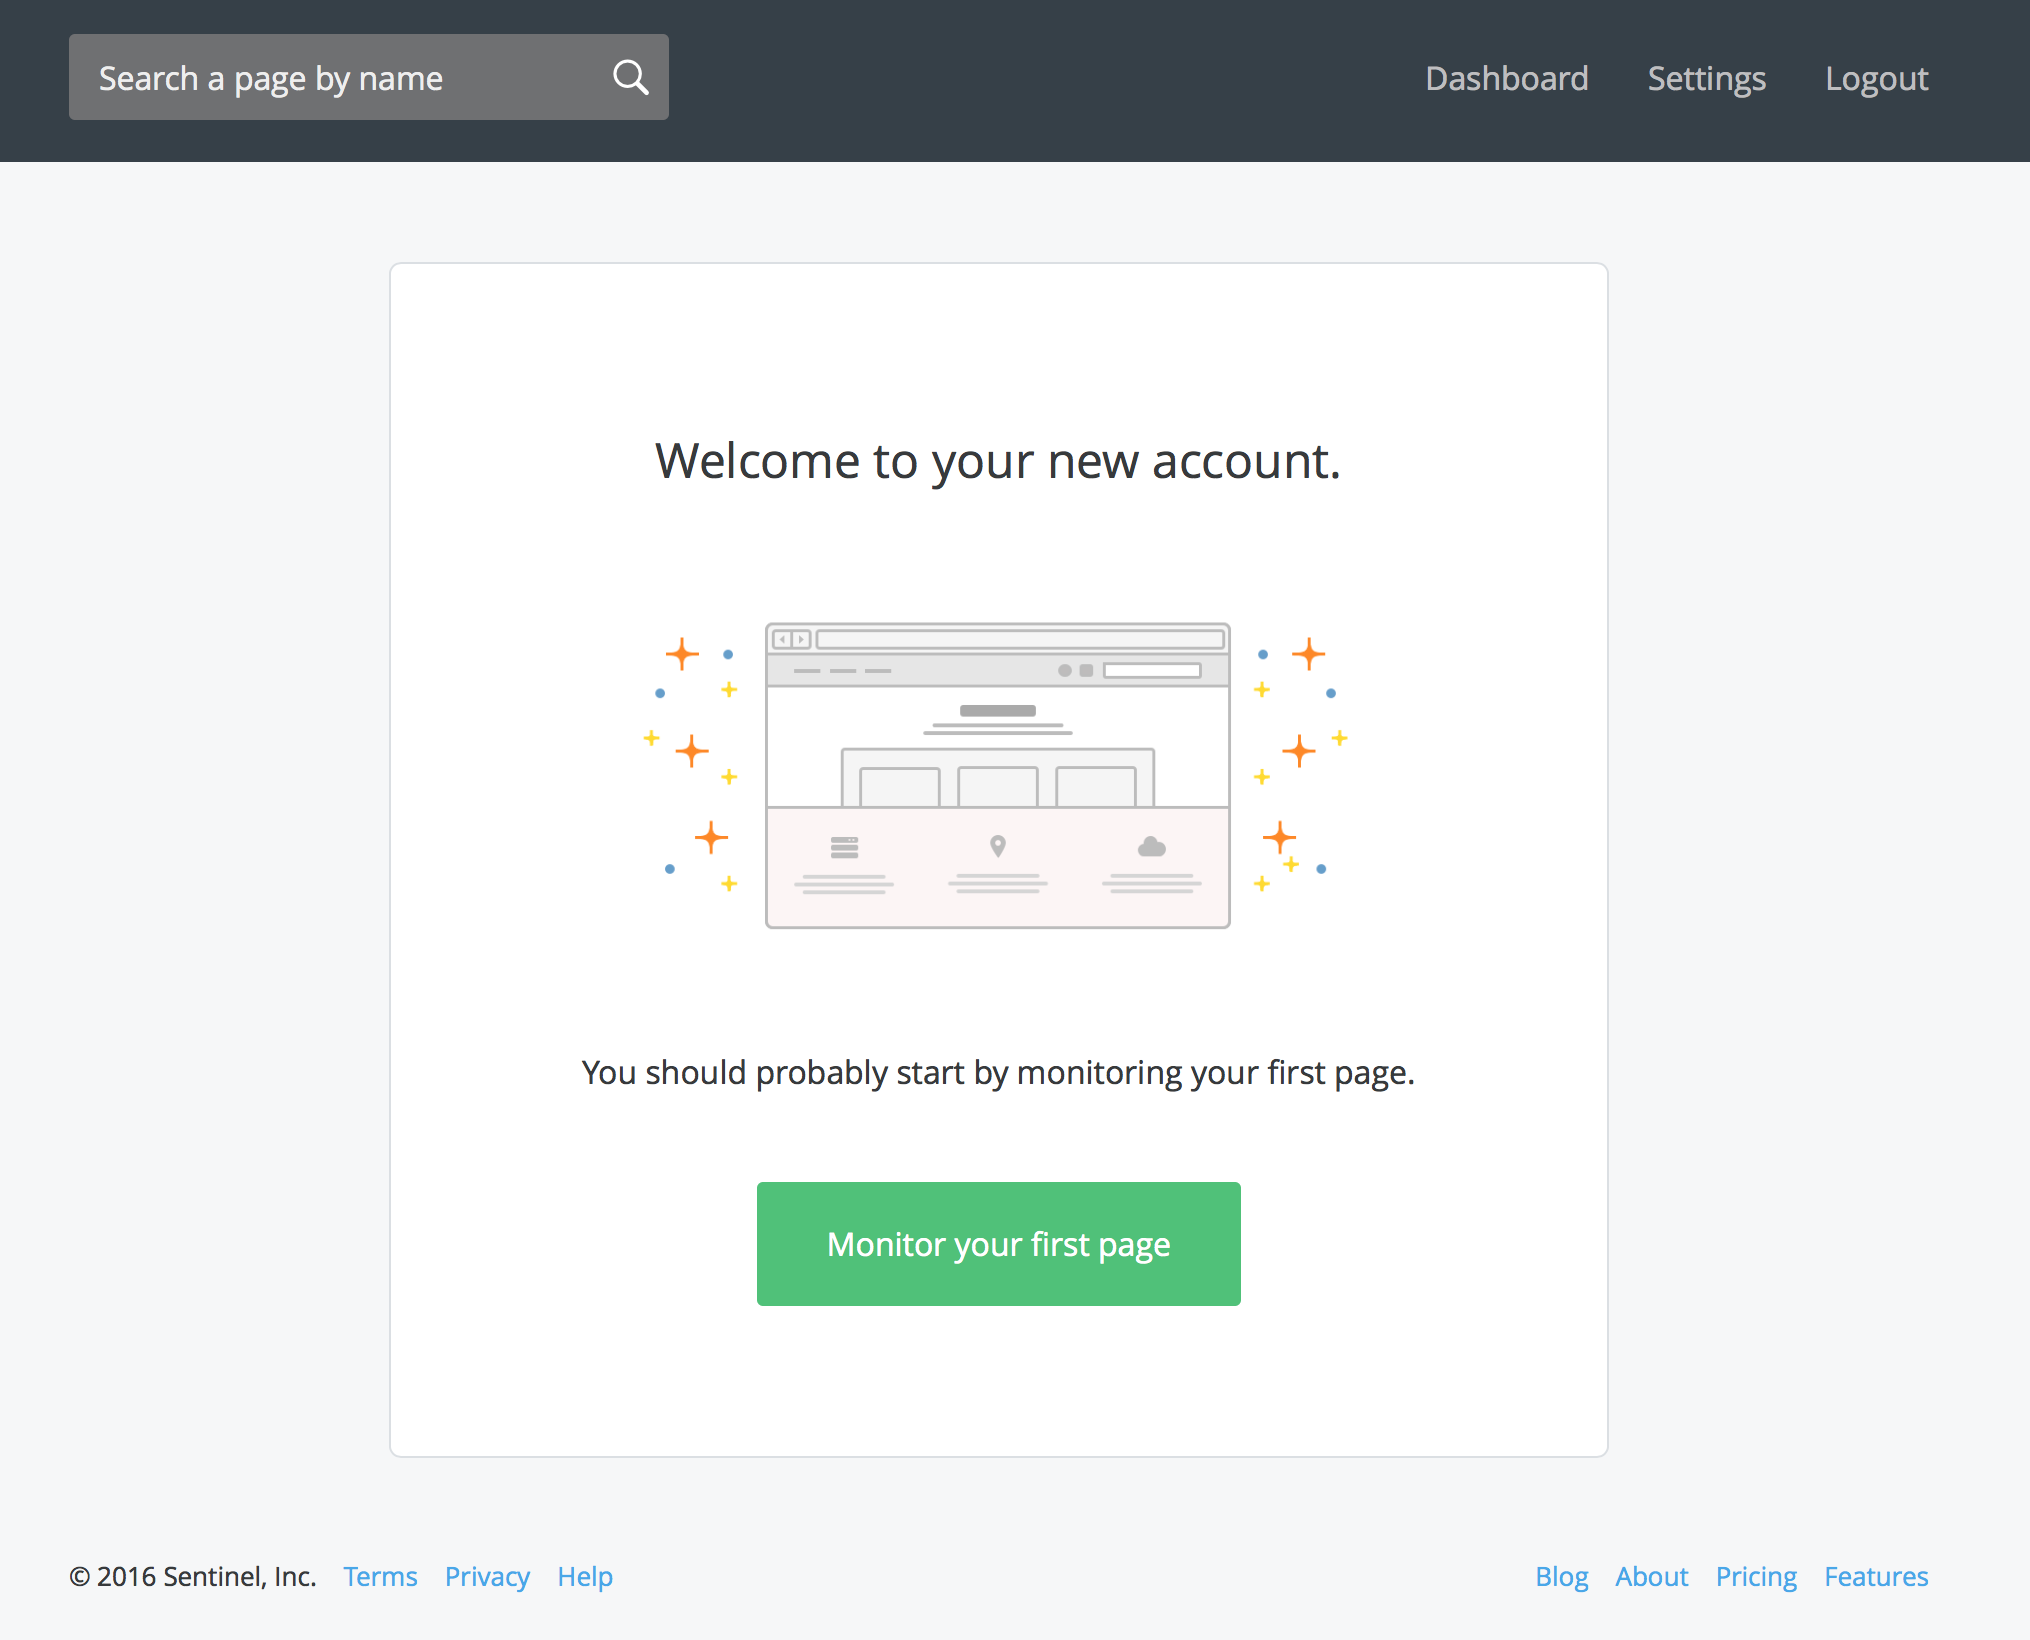 Search a page by name
Dashboard Settings Logout
Welcome to your new account.
You should probably start by monitoring your first page.
Monitor your first page
© 2016 Sentinel, Inc. Terms Privacy Help
Blog About Pricing Features